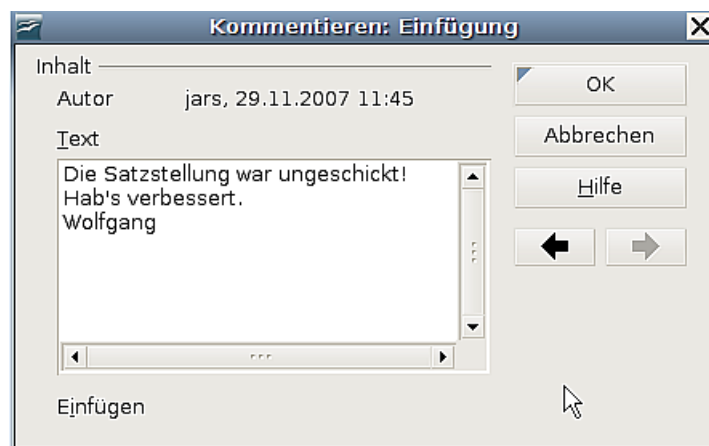 Kommentieren: Einfügung
Inhalt
Autor jars, 29.11.2007 11:45
Text
Die Satzstellung war ungeschickt!
Hab's verbessert.
Wolfgang
Einfügen
OK
Abbrechen
Hilfe